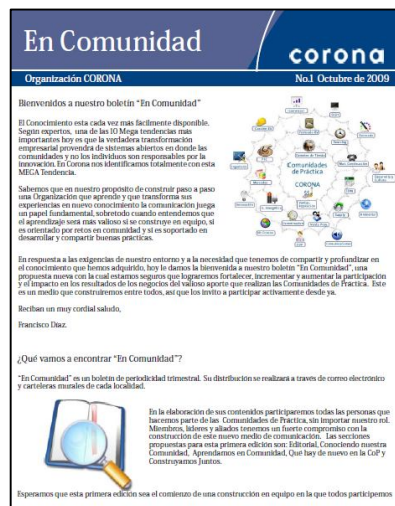 En Comunidad
corona
Organización CORONA
No.1 Octubre de 2009
Bienvenidos a nuestro boletín "En Comunidad"
El Conocimiento esta cada vez más fácilmente disponible.
Según expertos, una de las 10 Mega tendencias más
importantes hoy es que la verdadera transformación
empresarial provendrá de sistemas abiertos en donde las
comunidades y no los individuos son responsables por la
innovación. En Corona nos identificamos totalmente con esta
MEGA Tendencia.
Sabemos que en nuestro propósito de construir paso a paso
una Organización que aprende y que transforma sus
experiencias en nuevo conocimiento la comunicación juega
un papel fundamental, sobretodo cuando entendemos que
el aprendizaje será mas valioso si se construye en equipo, si
es orientado por retos en comunidad y si es soportado en
desarrollar y compartir buenas prácticas.
Comunidades
de Práctica
CORONA
En respuesta a las exigencias de nuestro entorno y a la necesidad que tenemos de compartir y profundizar en
el conocimiento que hemos adquirido, hoy le damos la bienvenida a nuestro boletín "En Comunidad", una
propuesta nueva con la cual estamos seguros que lograremos fortalecer, incrementar y aumentar la participación
y el impacto en los resultados de los negocios del valioso aporte que realizan las Comunidades de Práctica. Este
es un medio que construiremos entre todos, así que los invito a participar activamente desde ya.
Reciban un muy cordial saludo,
Francisco Díaz.
¿Qué vamos a encontrar "En Comunidad"?
"En Comunidad" es un boletín de periodicidad trimestral. Su distribución se realizará a través de correo electrónico
y carteleras murales de cada localidad.
En la elaboración de sus contenidos participaremos todas las personas que
hacemos parte de las Comunidades de Práctica, sin importar nuestro rol.
Miembros, líderes y aliados tenemos un fuerte compromiso con la
construcción de este nuevo medio de comunicación. Las secciones
propuestas para esta primera edición son: Editorial, Conociendo nuestra
Comunidad, Aprendamos en Comunidad, Qué hay de nuevo en la CoP y
Construyamos Juntos.
Esperamos que esta primera edición sea el comienzo de una construcción en equipo en la que todos participemos